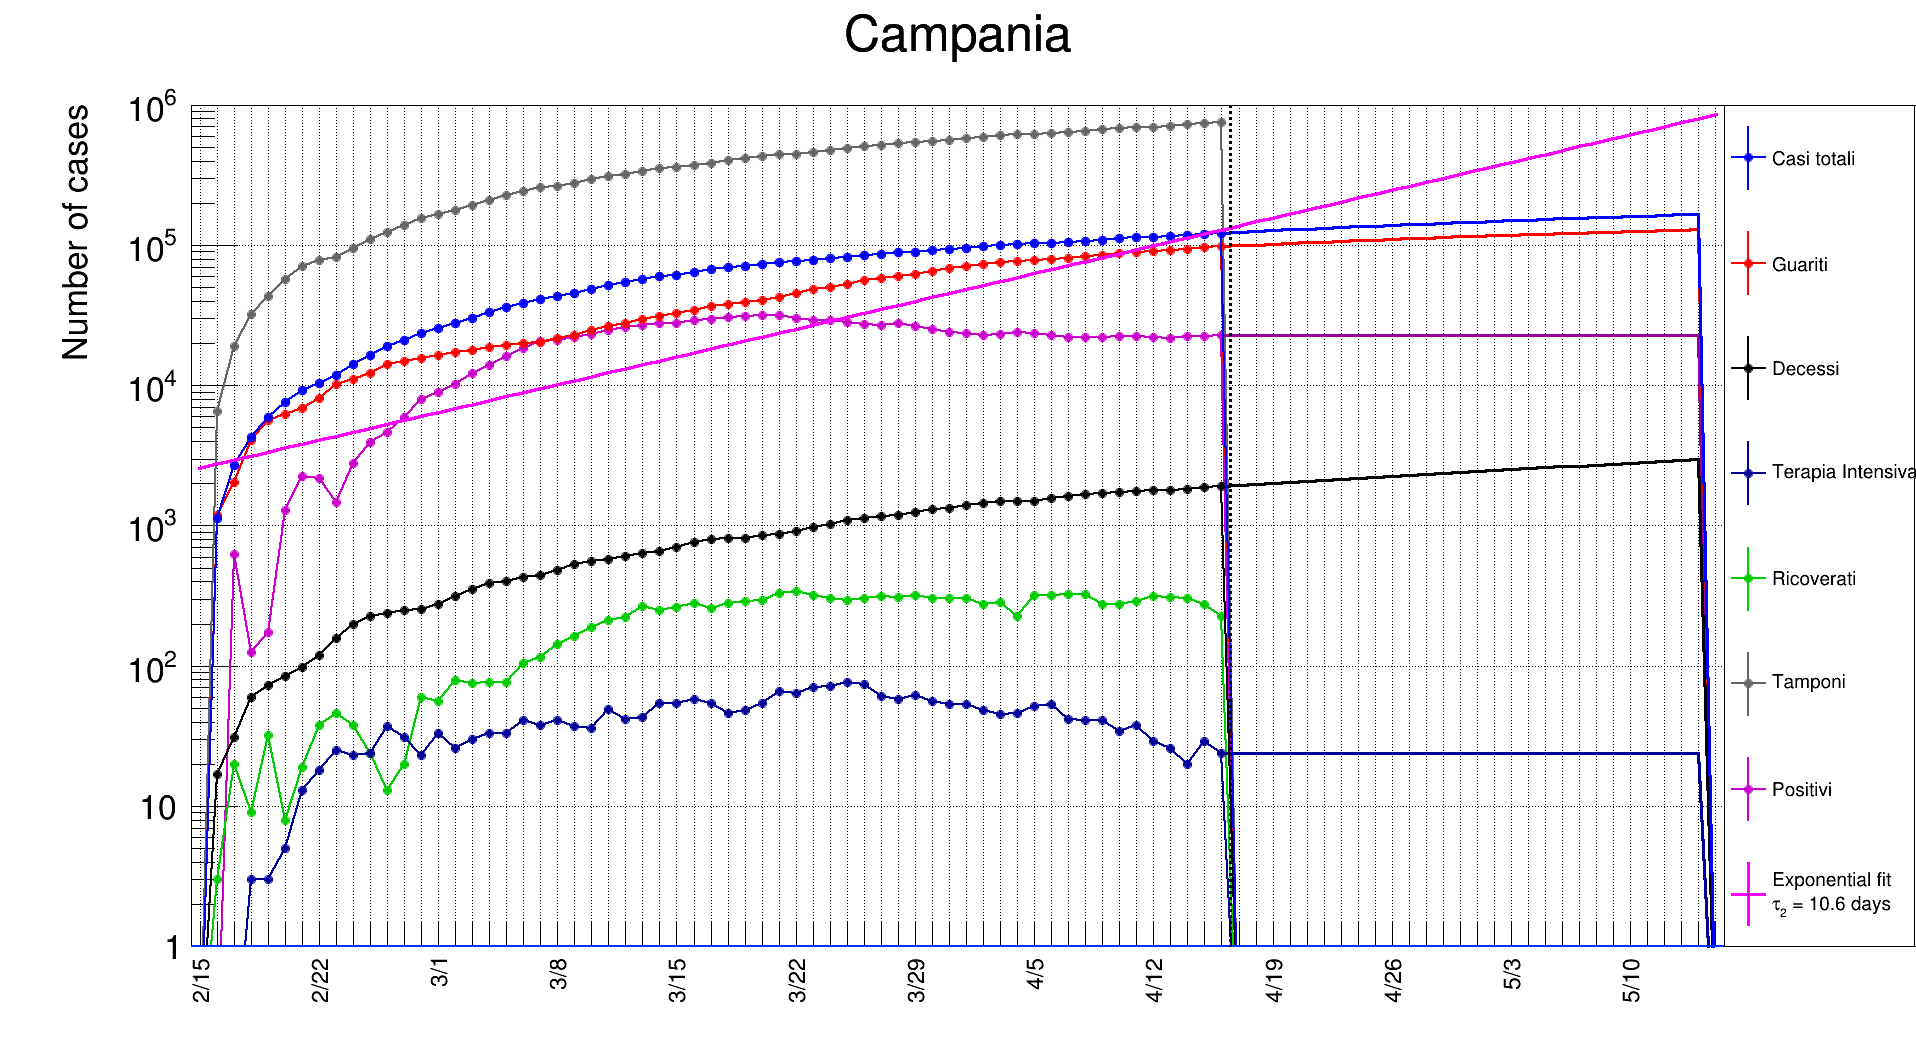 Campania
Number of cases
10^6
10^5
10^4
10^3
10^2
10
1
2/15
2/22
3/1
3/8
3/15
3/22
3/29
4/5
4/12
4/19
4/26
5/3
5/10
Casi totali
Guariti
Decessi
Terapia Intensiva
Ricoverati
Tamponi
Positivi
Exponential fit
τ₂ = 10.6 days